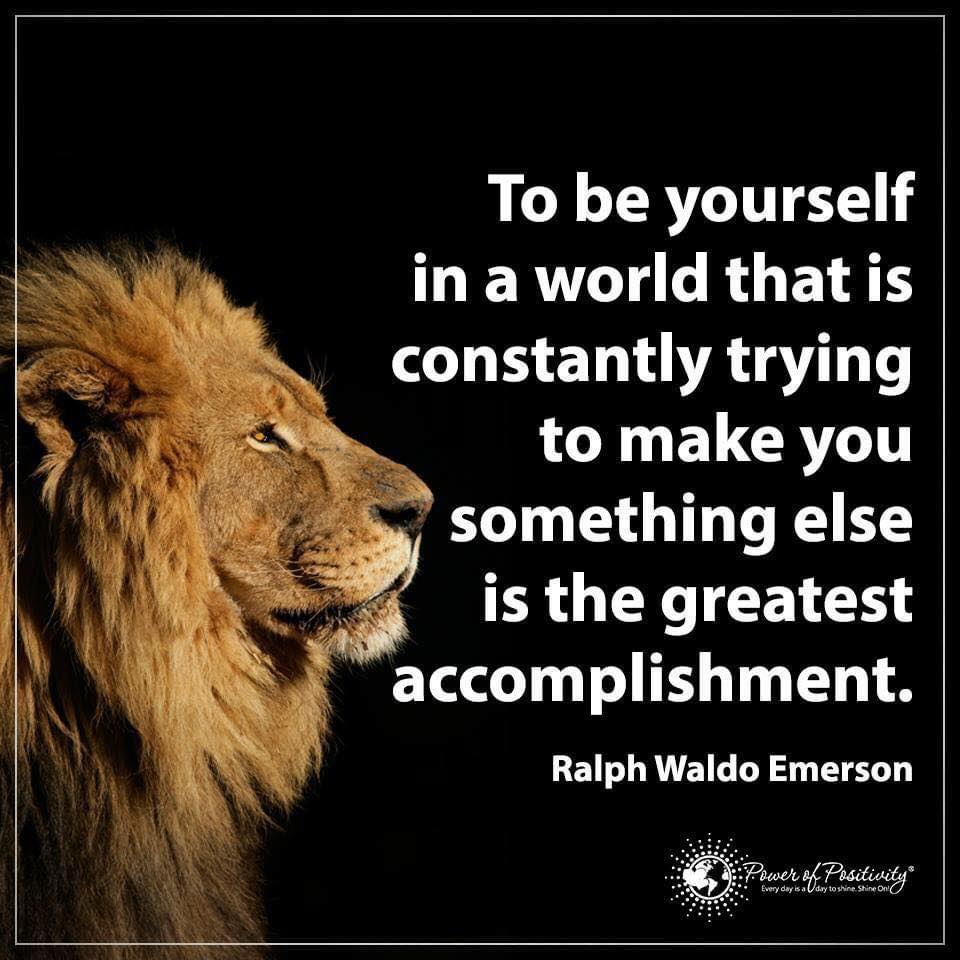 To be yourself
in a world that is
constantly trying
to make you
something else
is the greatest
accomplishment.
Ralph Waldo Emerson
Power of Positivity®
Every day is a day to shine. Shine On!